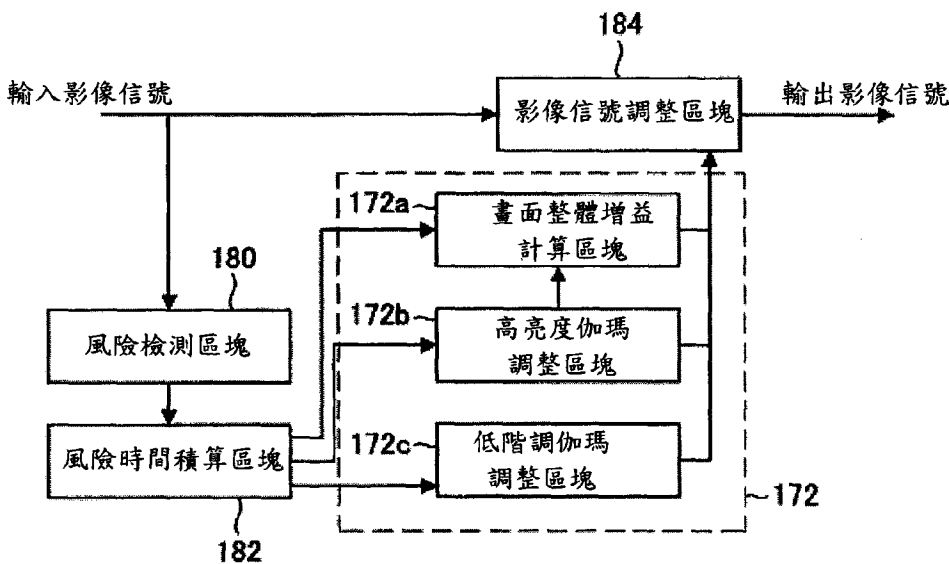 184
輸入影像信號
影像信號調整區塊
輸出影像信號
172a
畫面整體增益
計算區塊
180
風險檢測區塊
172b
高亮度伽瑪
調整區塊
風險時間積算區塊
172c
低階調伽瑪
調整區塊
172
182